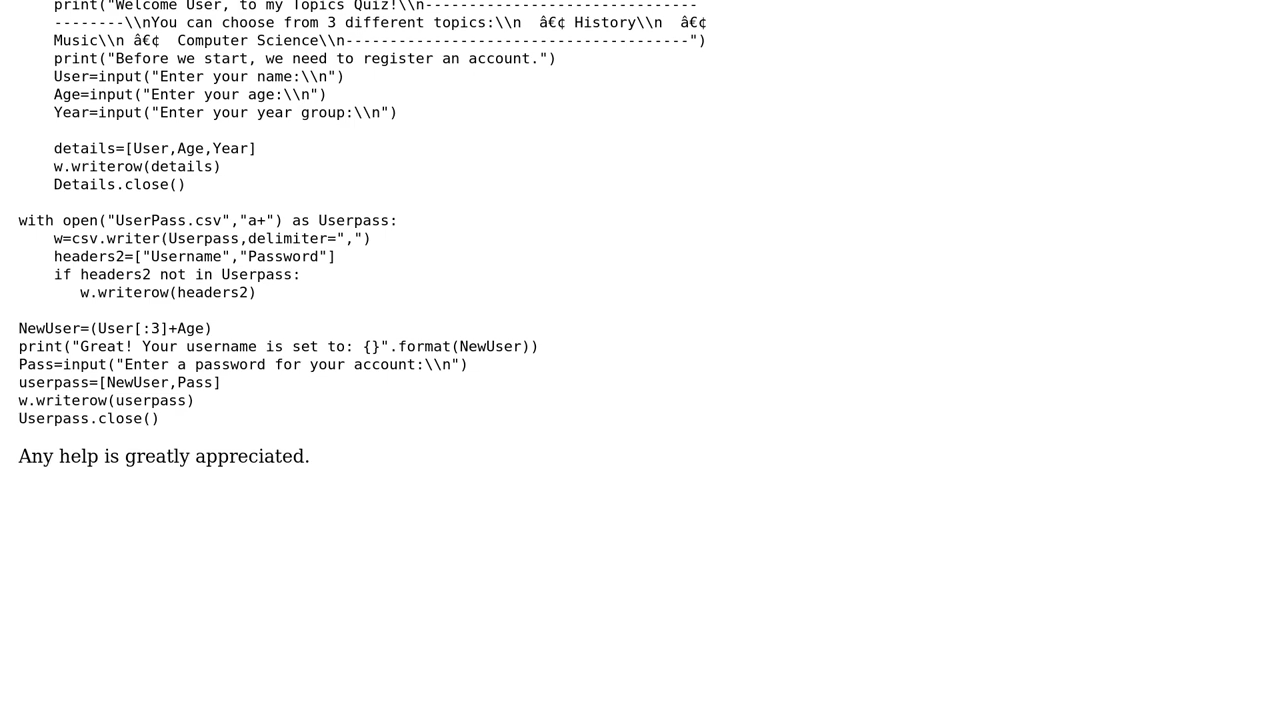 print("Welcome User, to my Topics Quiz!\\n-------------------------------
--------\\nYou can choose from 3 different topics:\\n  â€¢ History\\n  â€¢
Music\\n â€¢  Computer Science\\n---------------------------------------")
print("Before we start, we need to register an account.")
User=input("Enter your name:\\n")
Age=input("Enter your age:\\n")
Year=input("Enter your year group:\\n")
details=[User,Age,Year]
w.writerow(details)
Details.close()
with open("UserPass.csv","a+") as Userpass:
w=csv.writer(Userpass,delimiter=",")
headers2=["Username","Password"]
if headers2 not in Userpass:
w.writerow(headers2)
NewUser=(User[:3]+Age)
print("Great! Your username is set to: {}".format(NewUser))
Pass=input("Enter a password for your account:\\n")
userpass=[NewUser,Pass]
w.writerow(userpass)
Userpass.close()
Any help is greatly appreciated.